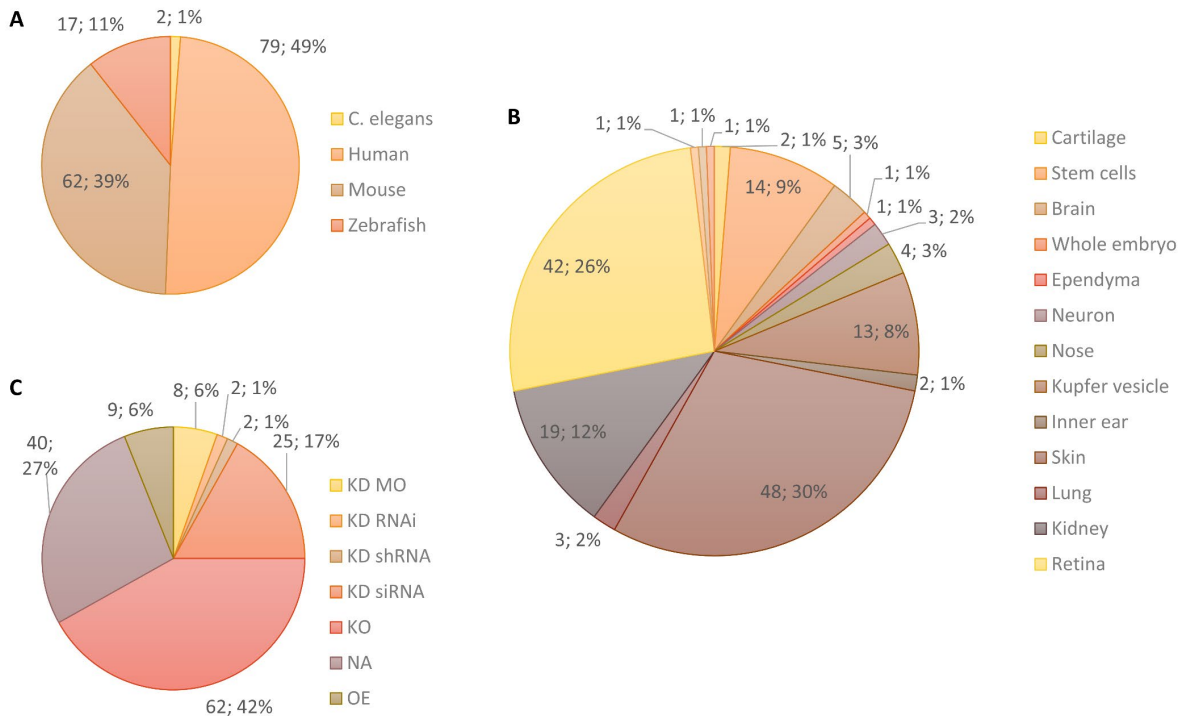 A
17; 11%
2; 1%
79; 49%
62; 39%
C. elegans
Human
Mouse
Zebrafish
B
1; 1%
1; 1%
1; 1%
2; 1%
5; 3%
14; 9%
1; 1%
1; 1%
3; 2%
4; 3%
42; 26%
13; 8%
2; 1%
19; 12%
48; 30%
3; 2%
Cartilage
Stem cells
Brain
Whole embryo
Ependyma
Neuron
Nose
Kupfer vesicle
Inner ear
Skin
Lung
Kidney
Retina
C
9; 6%
8; 6%
2; 1%
2; 1%
25; 17%
40;
27%
62; 42%
KD MO
KD RNAi
KD shRNA
KD siRNA
KO
NA
OE